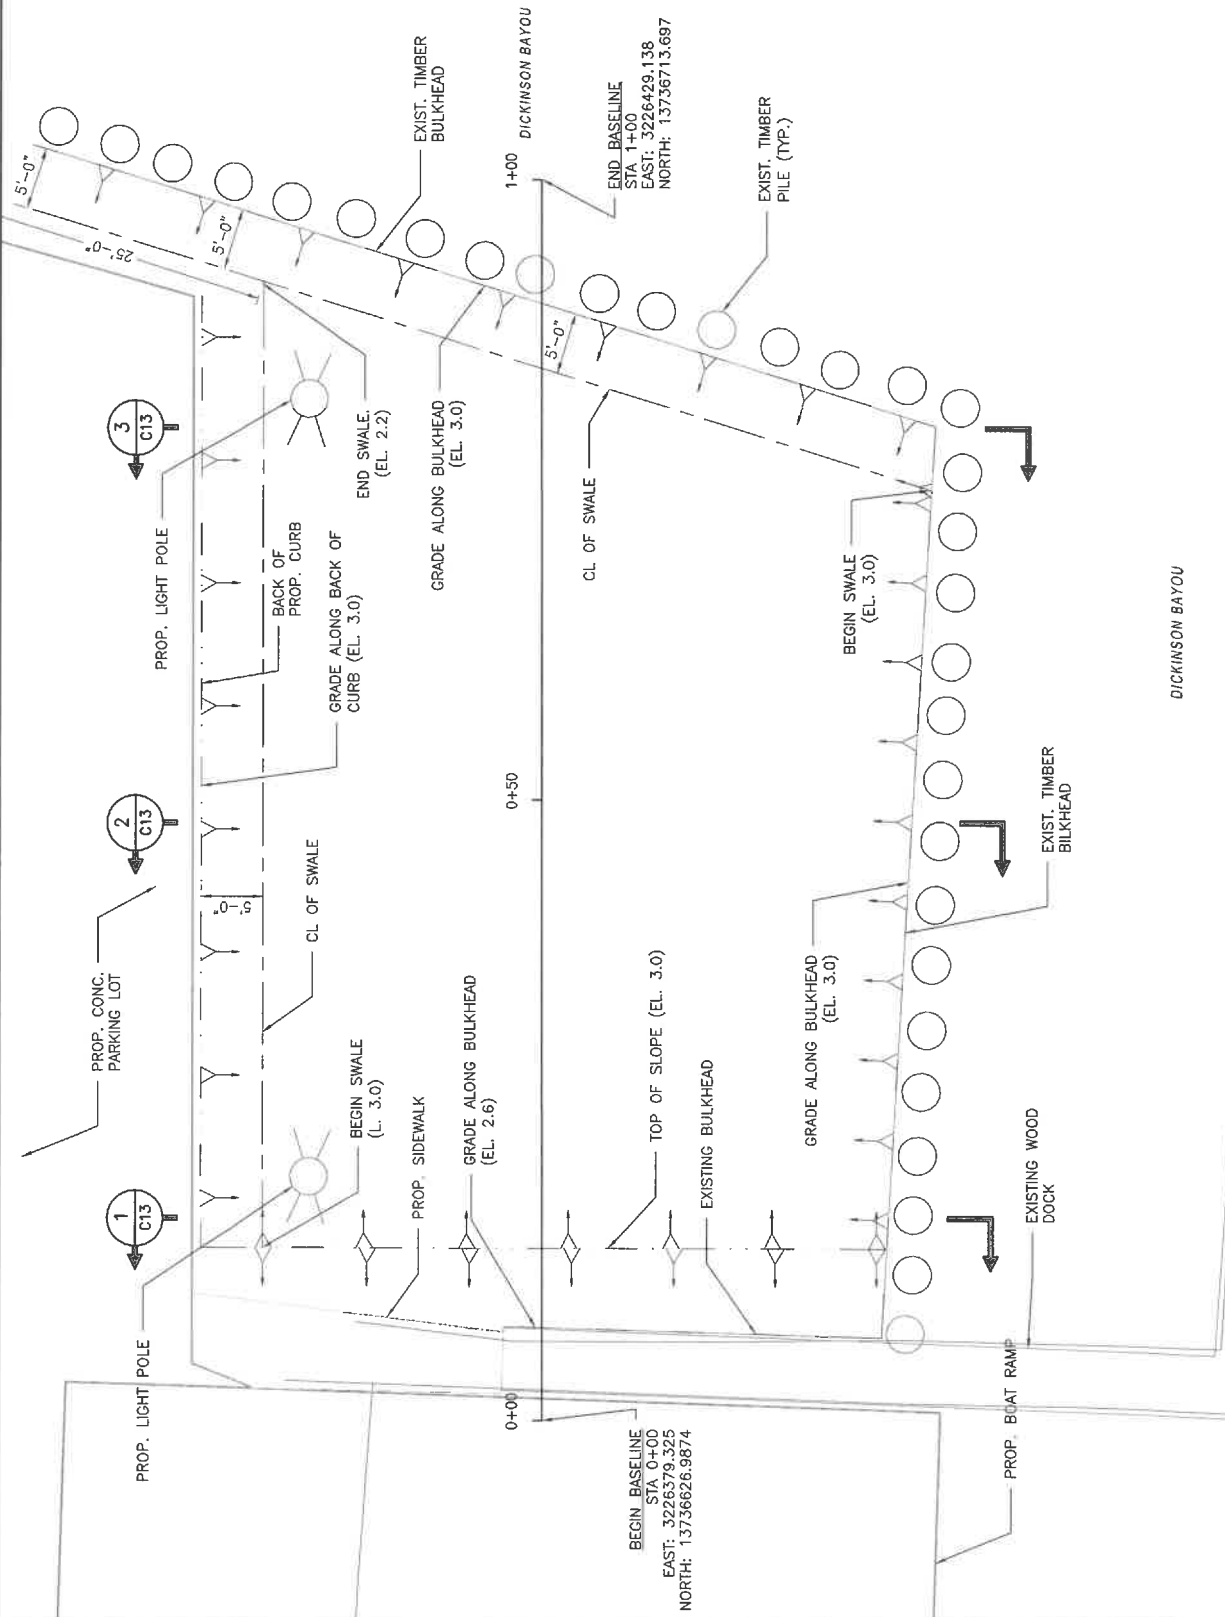 PROP. LIGHT POLE
1
C13
PROP. CONC.
PARKING LOT
2
C13
PROP. LIGHT POLE
3
C13
5'-0"
25'-0"
5'-0"
EXIST. TIMBER
BULKHEAD
DICKINSON BAYOU
1+00
END BASELINE
STA 1+00
EAST: 3226429.138
NORTH: 13736713.697
EXIST. TIMBER
PILE (TYP.)
END SWALE.
(EL. 2.2)
GRADE ALONG BULKHEAD
(EL. 3.0)
5'-0"
CL OF SWALE
BACK OF
PROP. CURB
GRADE ALONG BACK OF
CURB (EL. 3.0)
0+50
5'-0"
CL OF SWALE
BEGIN SWALE
(L. 3.0)
PROP. SIDEWALK
GRADE ALONG BULKHEAD
(EL. 2.6)
TOP OF SLOPE (EL. 3.0)
EXISTING BULKHEAD
GRADE ALONG BULKHEAD
(EL. 3.0)
BEGIN SWALE
(EL. 3.0)
EXIST. TIMBER
BILKHEAD
DICKINSON BAYOU
EXISTING WOOD
DOCK
PROP. BOAT RAMP
0+00
BEGIN BASELINE
STA 0+00
EAST: 3226379.325
NORTH: 13736626.9874